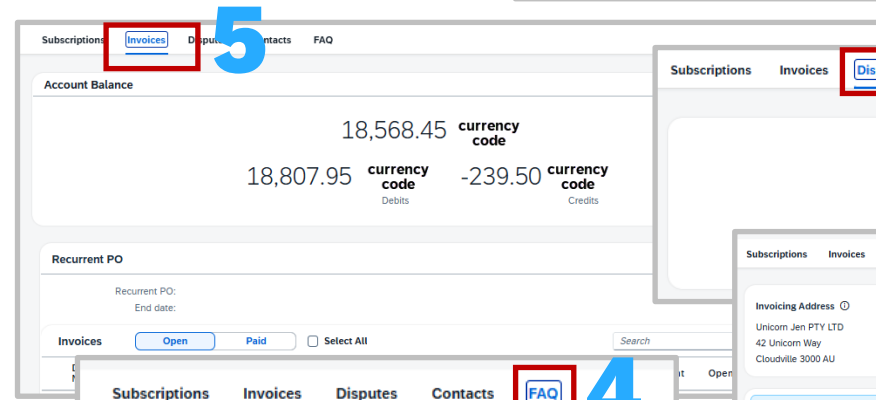 5
Subscriptions Invoices Contacts FAQ
Account Balance
18,568.45 currency code
18,807.95 currency code -239.50 currency code
Debits Credits
Recurrent PO
Recurrent PO:
End date:
Invoices Open Paid Select All Search
Subscriptions Invoices Disputes Contacts FAQ
4
Subscriptions Invoices
Subscriptions Invoices
Invoicing Address
Unicorn Jen PTY LTD
42 Unicorn Way
Cloudville 3000 AU